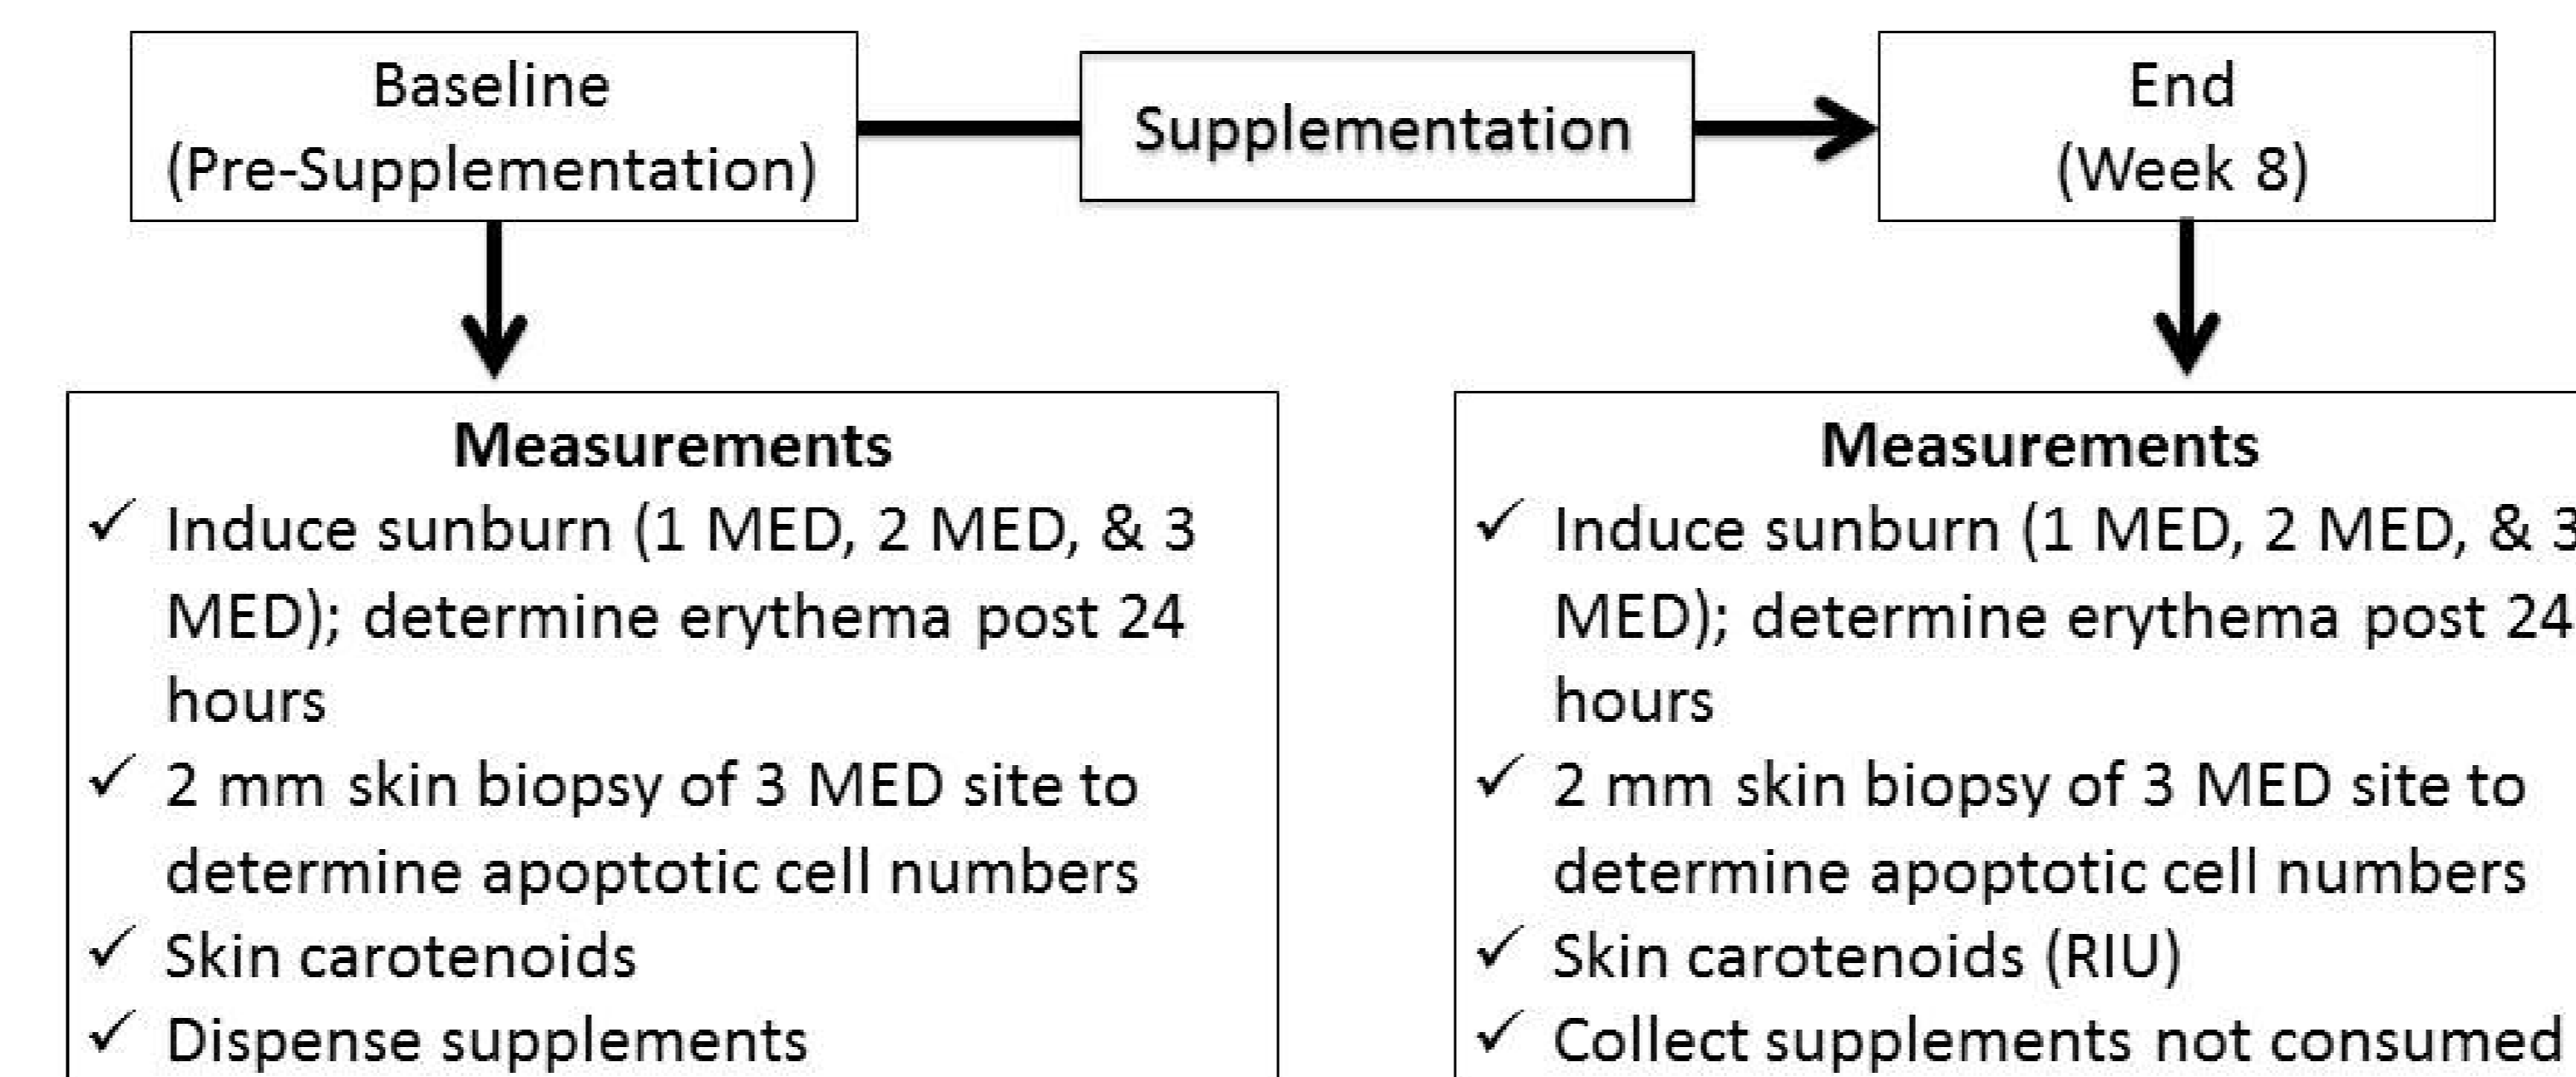 Baseline
(Pre-Supplementation)
Supplementation
End
(Week 8)
Measurements
✓ Induce sunburn (1 MED, 2 MED, & 3
MED); determine erythema post 24
hours
✓ 2 mm skin biopsy of 3 MED site to
determine apoptotic cell numbers
✓ Skin carotenoids
✓ Dispense supplements
Measurements
✓ Induce sunburn (1 MED, 2 MED, & 3
MED); determine erythema post 24
hours
✓ 2 mm skin biopsy of 3 MED site to
determine apoptotic cell numbers
✓ Skin carotenoids (RIU)
✓ Collect supplements not consumed